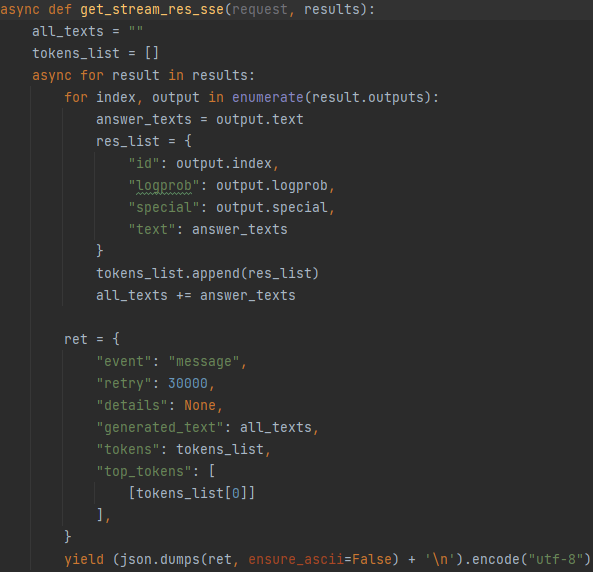 async def get_stream_res_sse(request, results):
    all_texts = ""
    tokens_list = []
    async for result in results:
        for index, output in enumerate(result.outputs):
            answer_texts = output.text
            res_list = {
                "id": output.index,
                "logprob": output.logprob,
                "special": output.special,
                "text": answer_texts
            }
            tokens_list.append(res_list)
            all_texts += answer_texts

        ret = {
            "event": "message",
            "retry": 30000,
            "details": None,
            "generated_text": all_texts,
            "tokens": tokens_list,
            "top_tokens": [
                [tokens_list[0]]
            ],
        }
        yield (json.dumps(ret, ensure_ascii=False) + '\n').encode("utf-8")